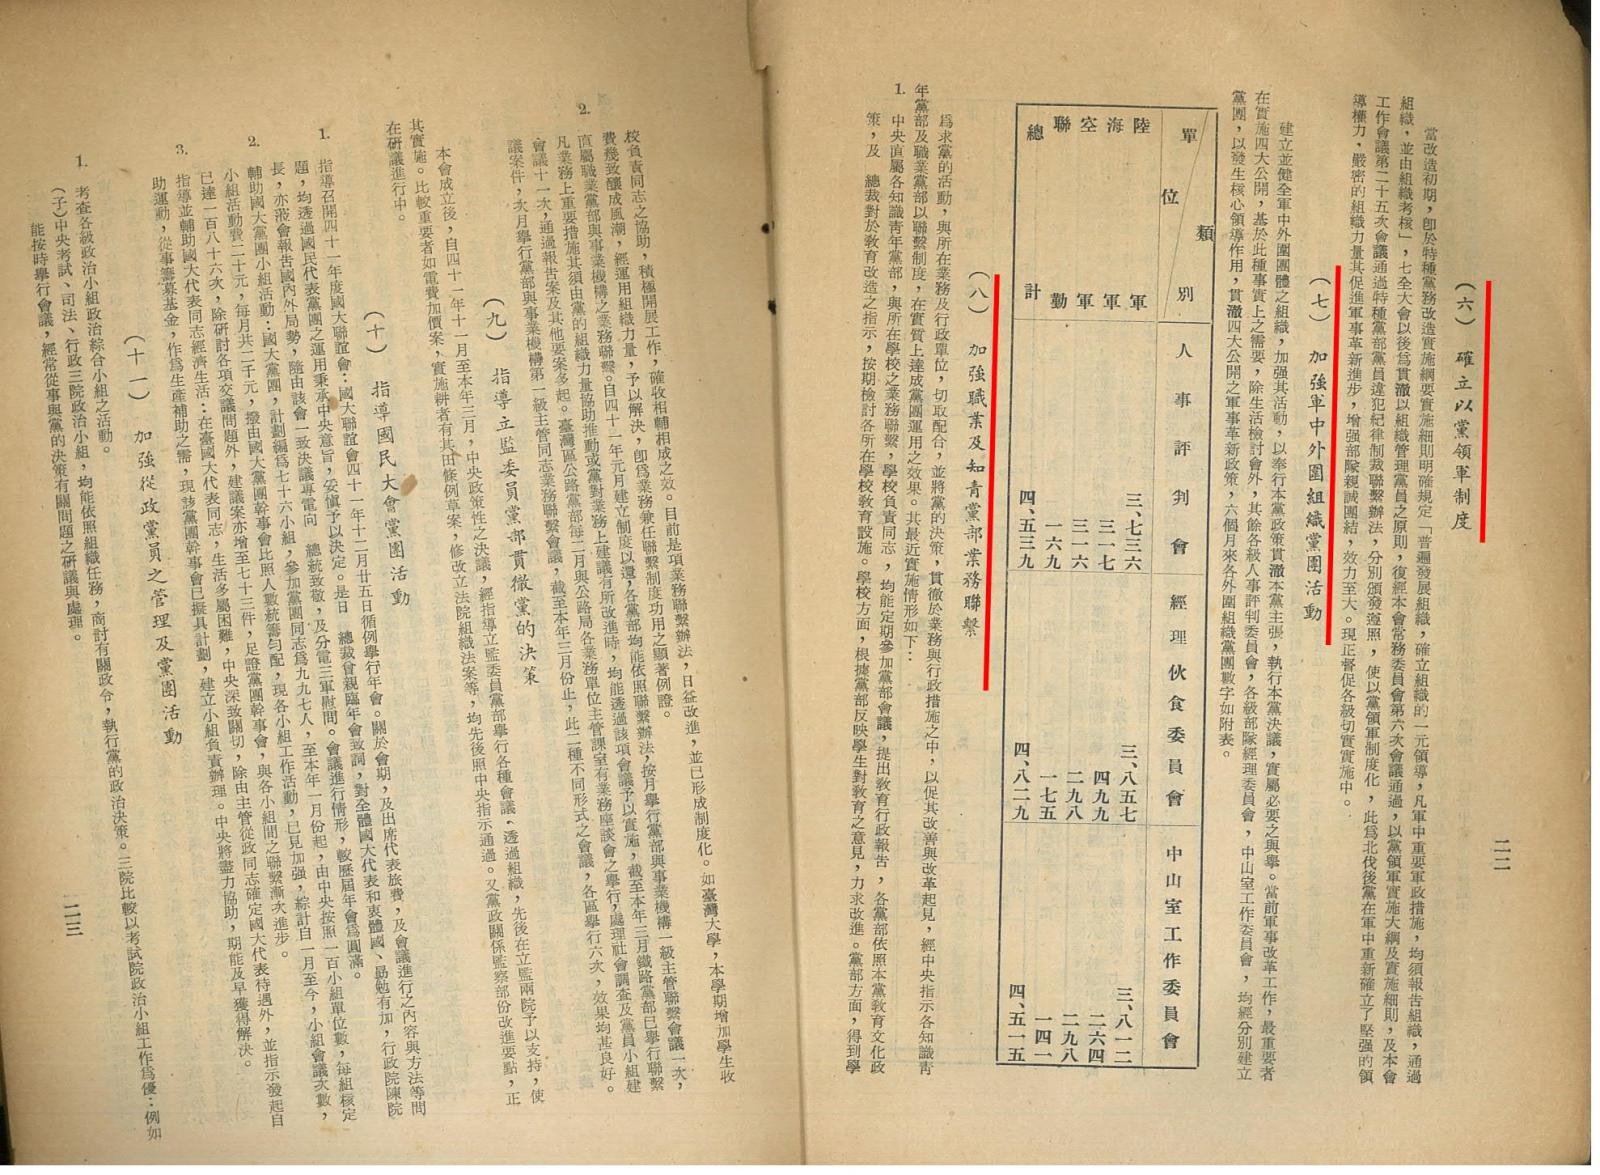 二二
(六) 確立以黨領軍制度
當改造初期，卽於特種黨務改造實施綱要實施細則明確規定「普遍發展組織，確立組織的一元領導，凡軍中重要軍政措施，均須報告組織，通過
組織，並由組織考核」，七全大會以後爲貫澈以組織管理黨員之原則，復經本會常務委員會第六次會議通過，以黨領軍實施大綱及實施細則，及本會
工作會議第二十五次會議通過特種黨部黨員違犯紀律制裁聯繫辦法，分別頒發遵照，使以黨領軍制度化，此爲北伐後黨在軍中重新確立了堅强的領
導權力，嚴密的組織力量其促進軍事革新進步，增强部隊親誠團結，效力至大。現正督促各級切實實施中。
(七) 加強軍中外圍組織黨團活動
建立並健全軍中外圍團體之組織，加强其活動，以奉行本黨政策貫澈本黨主張，執行本黨決議，實屬必要之與舉。當前軍事改革工作，最重要者
在實施四大公開，基於此種事實上之需要，除生活檢討會外，其餘各級人事評判委員會，各級部隊經理委員會，中山室工作委員會，均經分別建立
黨團，以發生核心領導作用，貫澈四大公開之軍事革新政策，六個月來各外圍組織黨團數字如附表。
單位 類別 人事評判會 經理伙食委員會 中山室工作委員會
陸軍 三、七三六 三、八五七 三、八一二
海軍 三一七 四九九 二六四
空軍 三一六 二九八 二九八
聯勤 一六九 一七五 一四一
總計 四、五三九 四、八二九 四、五一五
(八) 加強職業及知青黨部業務聯繫
爲求黨的活動，與所在業務及行政單位，切取配合，並將黨的決策，貫徹於業務與行政措施之中，以促其改善與改革起見，經中央指示各知識靑
年黨部及職業黨部以聯繫制度，在實質上達成黨團運用之效果。其最近實施情形如下：
1. 中央直屬各知識靑年黨部，與所在學校之業務聯繫，學校負責同志，均能定期參加黨部會議，提出敎育行政報告，各黨部依照本黨敎育文化政
策，及 總裁對於敎育改造之指示，按期檢討各所在學校敎育設施。學校方面，根據黨部反映學生對敎育之意見，力求改進。黨部方面，得到學
校負責同志之協助，積極開展工作，確收相輔相成之效。目前是項業務聯繫辦法，日益改進，並已形成制度化。如臺灣大學，本學期增加學生收
費幾致釀成風潮，經運用組織力量，予以解決，卽爲業務兼任聯繫制度功用之顯著例證。
2. 直屬職業黨部與事業機構之業務聯繫。自四十一年元月建立制度以還，各黨部均能依照聯繫辦法，按月舉行黨部與事業機構一級主管聯繫會議一次，
凡業務上重要措施其須由黨的組織力量協助推動或黨對業務上建議有所改進時，均能透過該項會議予以實施，截至本年三月鐵路黨部已舉行聯繫
會議十一次，通過報告案及其他要案多起。臺灣區公路黨部每二月與公路局各業務單位主管課室有業務座談會之舉行，處理社會調查及黨員小組建
議案件，次月舉行黨部與事業機構第一級主管同志業務聯繫會議，截至本年三月份止，此二種不同形式之會議，各區舉行六次，效果均甚良好。
(九) 指導立監委員黨部貫徹黨的決策
本會成立後，自四十一年十一月至本年三月，中央政策性之決議，經指導立監委員黨部舉行各種會議、透過組織，先後在立監兩院予以支持，使
其實施。比較重要者如電費加價案，實施耕者有其田條例草案，修改立法院組織法案等，均先後照中央指示通過。又黨政關係監察部份改進要點，正
在研議進行中。
(十) 指導國民大會黨團活動
1. 指導召開四十一年度國大聯誼會：國大聯誼會四十一年十二月廿五日循例舉行年會。關於會期，及出席代表旅費，及會議進行之內容與方法等問
題，均透過國民代表黨團之運用秉承中央意旨，妥愼予以決定。是日 總裁曾親臨年會致詞，對全體國大代表和衷體國、勗勉有加，行政院陳院
長，亦蒞會報告國內外局勢，隨由該會一致決議專電向 總統致敬，及分電三軍慰問。會議進行情形，較歷屆年會爲圓滿。
2. 輔助國大黨團小組活動：國大黨團，計劃編爲七十六小組，參加黨團同志爲九九七人，至本年一月份起，由中央按照一百小組單位數，每組核定
小組活動費二十元，每月共二千元，撥由國大黨團幹事會比照人數統籌勻配，現各小組工作活動，已見加强，綜計自一月至今，小組會議次數，
已達一百八十六次，除硏討各項交議問題外，建議案亦增至七十三件，足證黨團幹事會，與各小組間之聯繫漸次進步。
3. 指導並輔助國大代表同志經濟生活：在臺國大代表同志，生活多屬困難，中央深致關切，除由主管從政同志確定國大代表待遇外，並指示發起自
助運動，從事籌募基金，作爲生產補助之需，現該黨團幹事會已擬具計劃，建立小組負責辦理。中央將盡力協助，期能及早獲得解決。
(十一) 加強從政黨員之管理及黨團活動
1. 考查各級政治小組政治綜合小組之活動。
(子)中央考試、司法、行政三院政治小組，均能依照組織任務，商討有關政令，執行黨的政治決策。三院比較以考試院政治小組工作爲優：例如
能按時舉行會議，經常從事與黨的決策有關問題之硏議與處理。
二三